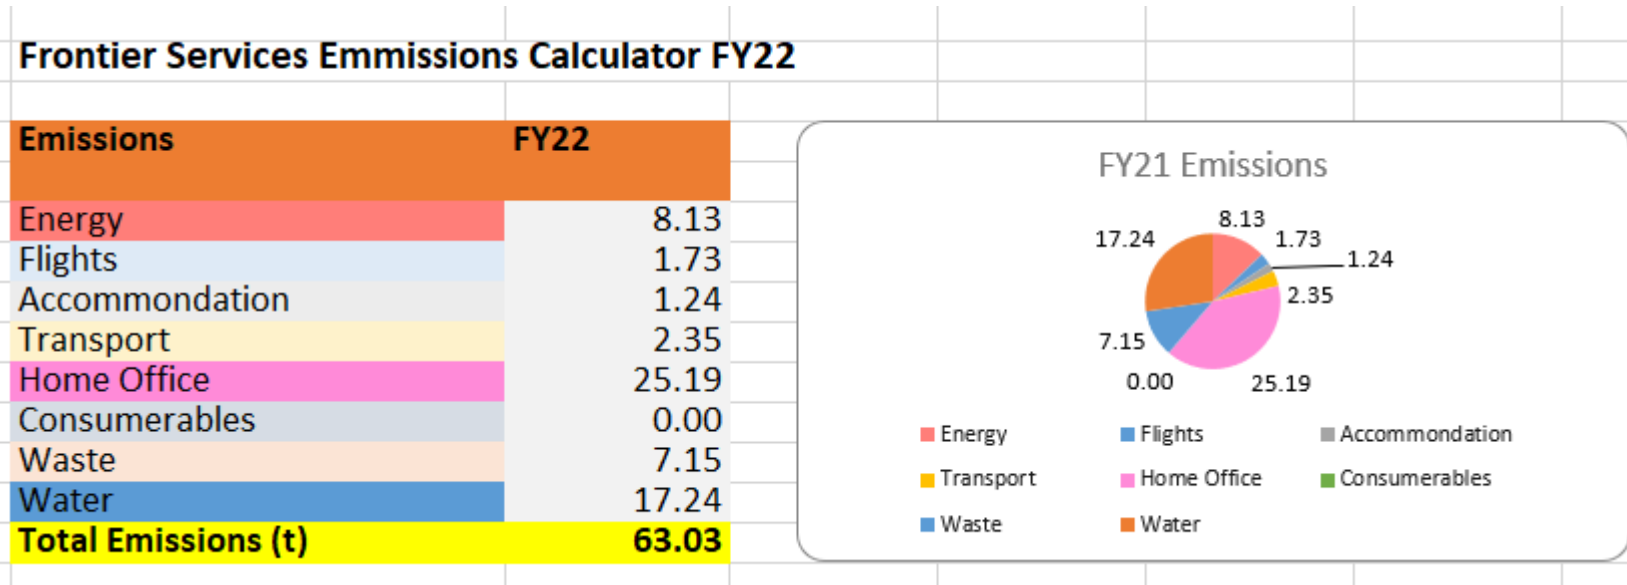 Frontier Services Emmissions Calculator FY22
Emissions FY22
Energy 8.13
Flights 1.73
Accommondation 1.24
Transport 2.35
Home Office 25.19
Consumerables 0.00
Waste 7.15
Water 17.24
Total Emissions (t) 63.03
FY21 Emissions
8.13
17.24
1.73
1.24
2.35
7.15
0.00
25.19
Energy Flights Accommondation
Transport Home Office Consumerables
Waste Water